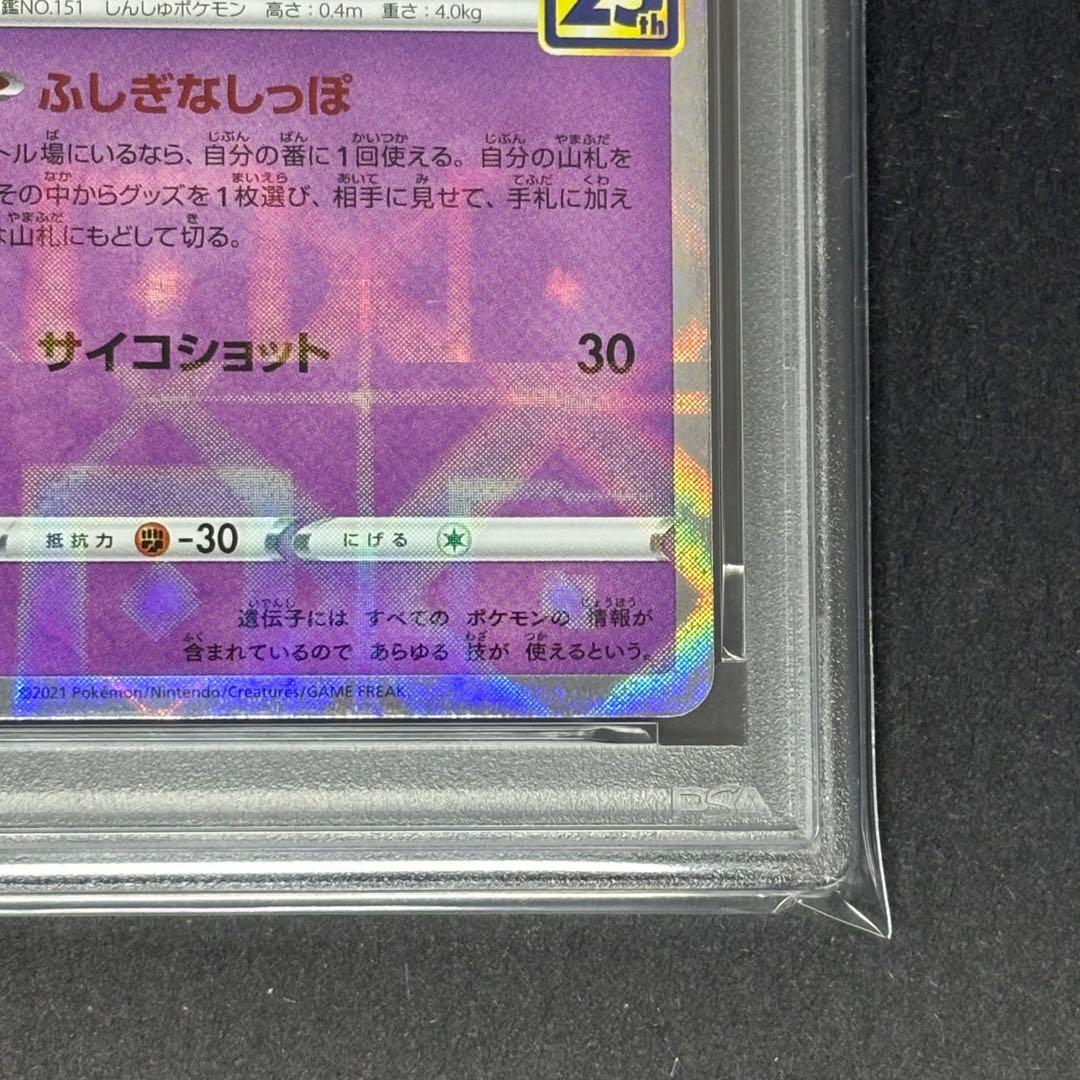 鑑NO.151 しんしゅポケモン 高さ：0.4m 重さ：4.0kg
25th
ふしぎなしっぽ
トル場にいるなら、自分の番に1回使える。自分の山札を
その中からグッズを1枚選び、相手に見せて、手札に加え
は山札にもどして切る。
サイコショット 30
抵抗力 -30 にげる
遺伝子には すべての ポケモンの 情報が
含まれているので あらゆる 技が 使えるという。
©2021 Pokémon/Nintendo/Creatures/GAME FREAK.
PSA